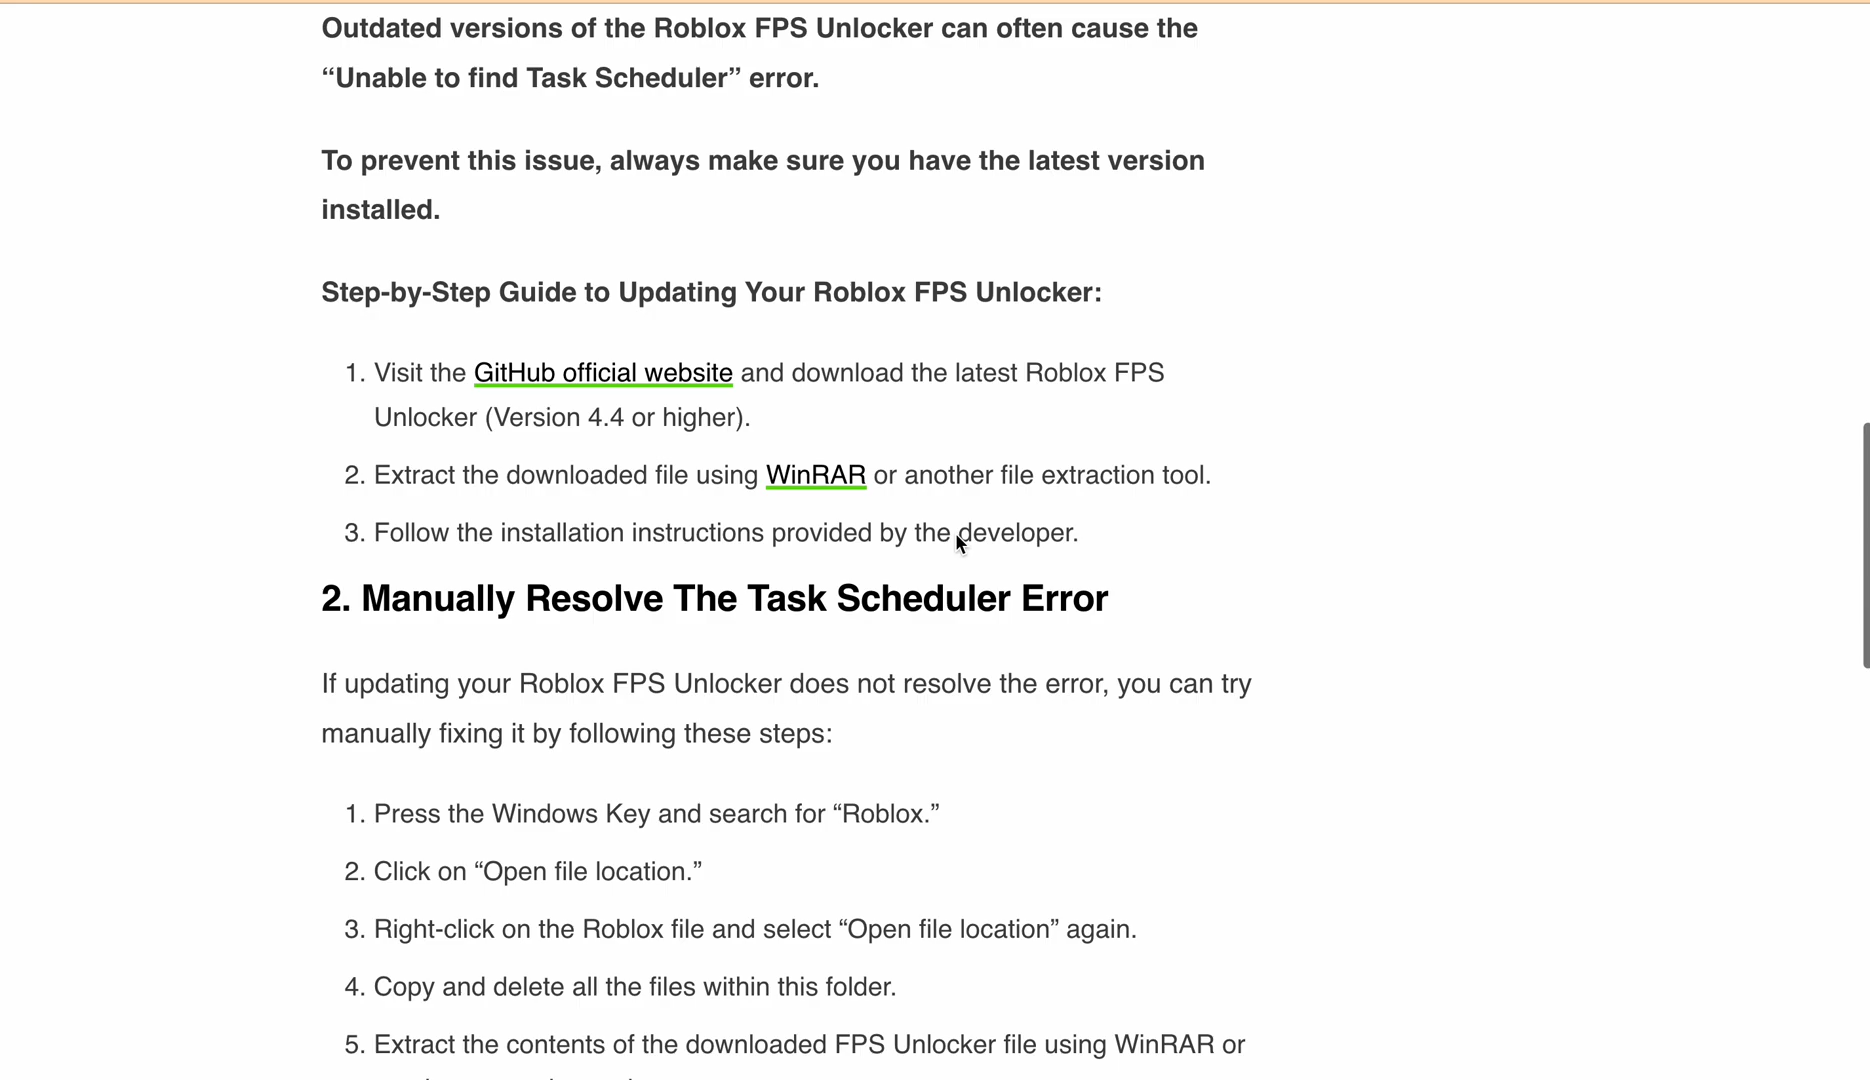 Outdated versions of the Roblox FPS Unlocker can often cause the
“Unable to find Task Scheduler” error.
To prevent this issue, always make sure you have the latest version
installed.
Step-by-Step Guide to Updating Your Roblox FPS Unlocker:
1. Visit the GitHub official website and download the latest Roblox FPS
Unlocker (Version 4.4 or higher).
2. Extract the downloaded file using WinRAR or another file extraction tool.
3. Follow the installation instructions provided by the developer.
2. Manually Resolve The Task Scheduler Error
If updating your Roblox FPS Unlocker does not resolve the error, you can try
manually fixing it by following these steps:
1. Press the Windows Key and search for “Roblox.”
2. Click on “Open file location.”
3. Right-click on the Roblox file and select “Open file location” again.
4. Copy and delete all the files within this folder.
5. Extract the contents of the downloaded FPS Unlocker file using WinRAR or